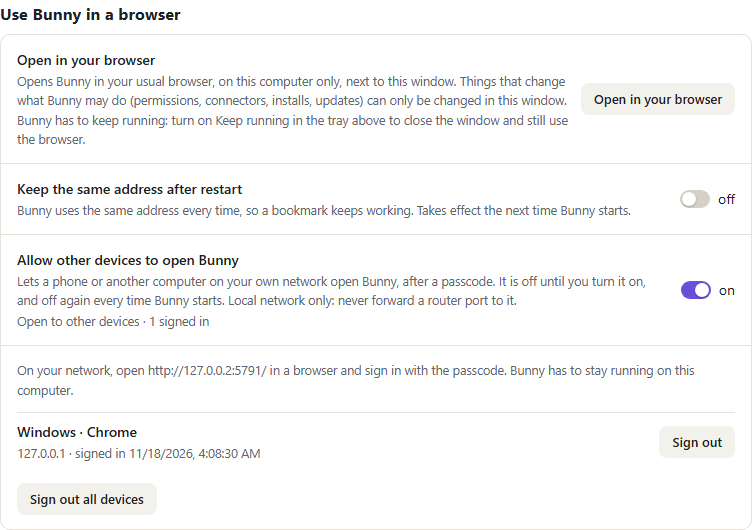 Use Bunny in a browser
Open in your browser
Opens Bunny in your usual browser, on this computer only, next to this window. Things that change
what Bunny may do (permissions, connectors, installs, updates) can only be changed in this window.
Bunny has to keep running: turn on Keep running in the tray above to close the window and still use
the browser.
Open in your browser
Keep the same address after restart
Bunny uses the same address every time, so a bookmark keeps working. Takes effect the next time Bunny starts.
off
Allow other devices to open Bunny
Lets a phone or another computer on your own network open Bunny, after a passcode. It is off until you turn it on,
and off again every time Bunny starts. Local network only: never forward a router port to it.
Open to other devices · 1 signed in
on
On your network, open http://127.0.0.2:5791/ in a browser and sign in with the passcode. Bunny has to stay running on this
computer.
Windows · Chrome
127.0.0.1 · signed in 11/18/2026, 4:08:30 AM
Sign out
Sign out all devices